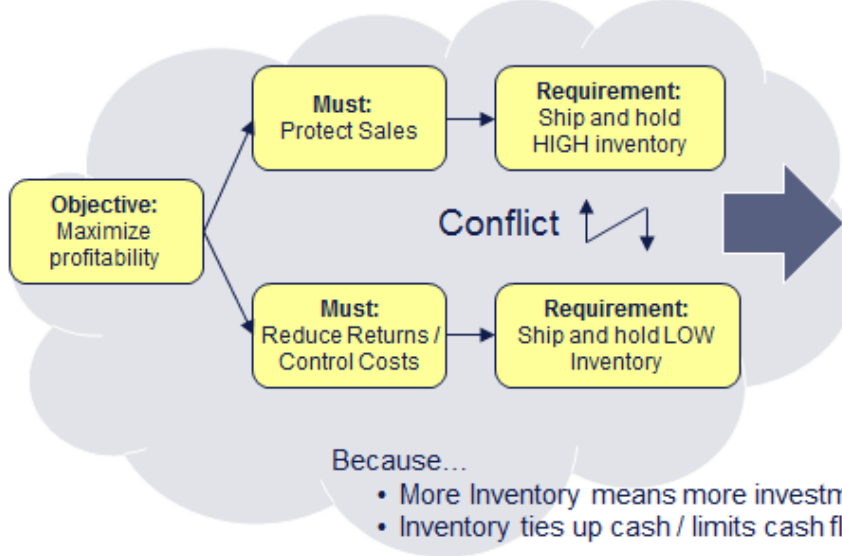 Must:
Protect Sales
Requirement:
Ship and hold
HIGH inventory
Objective:
Maximize
profitability
Conflict
Must:
Reduce Returns /
Control Costs
Requirement:
Ship and hold LOW
Inventory
Because...
• More Inventory means more
• Inventory ties up cash / limits cash